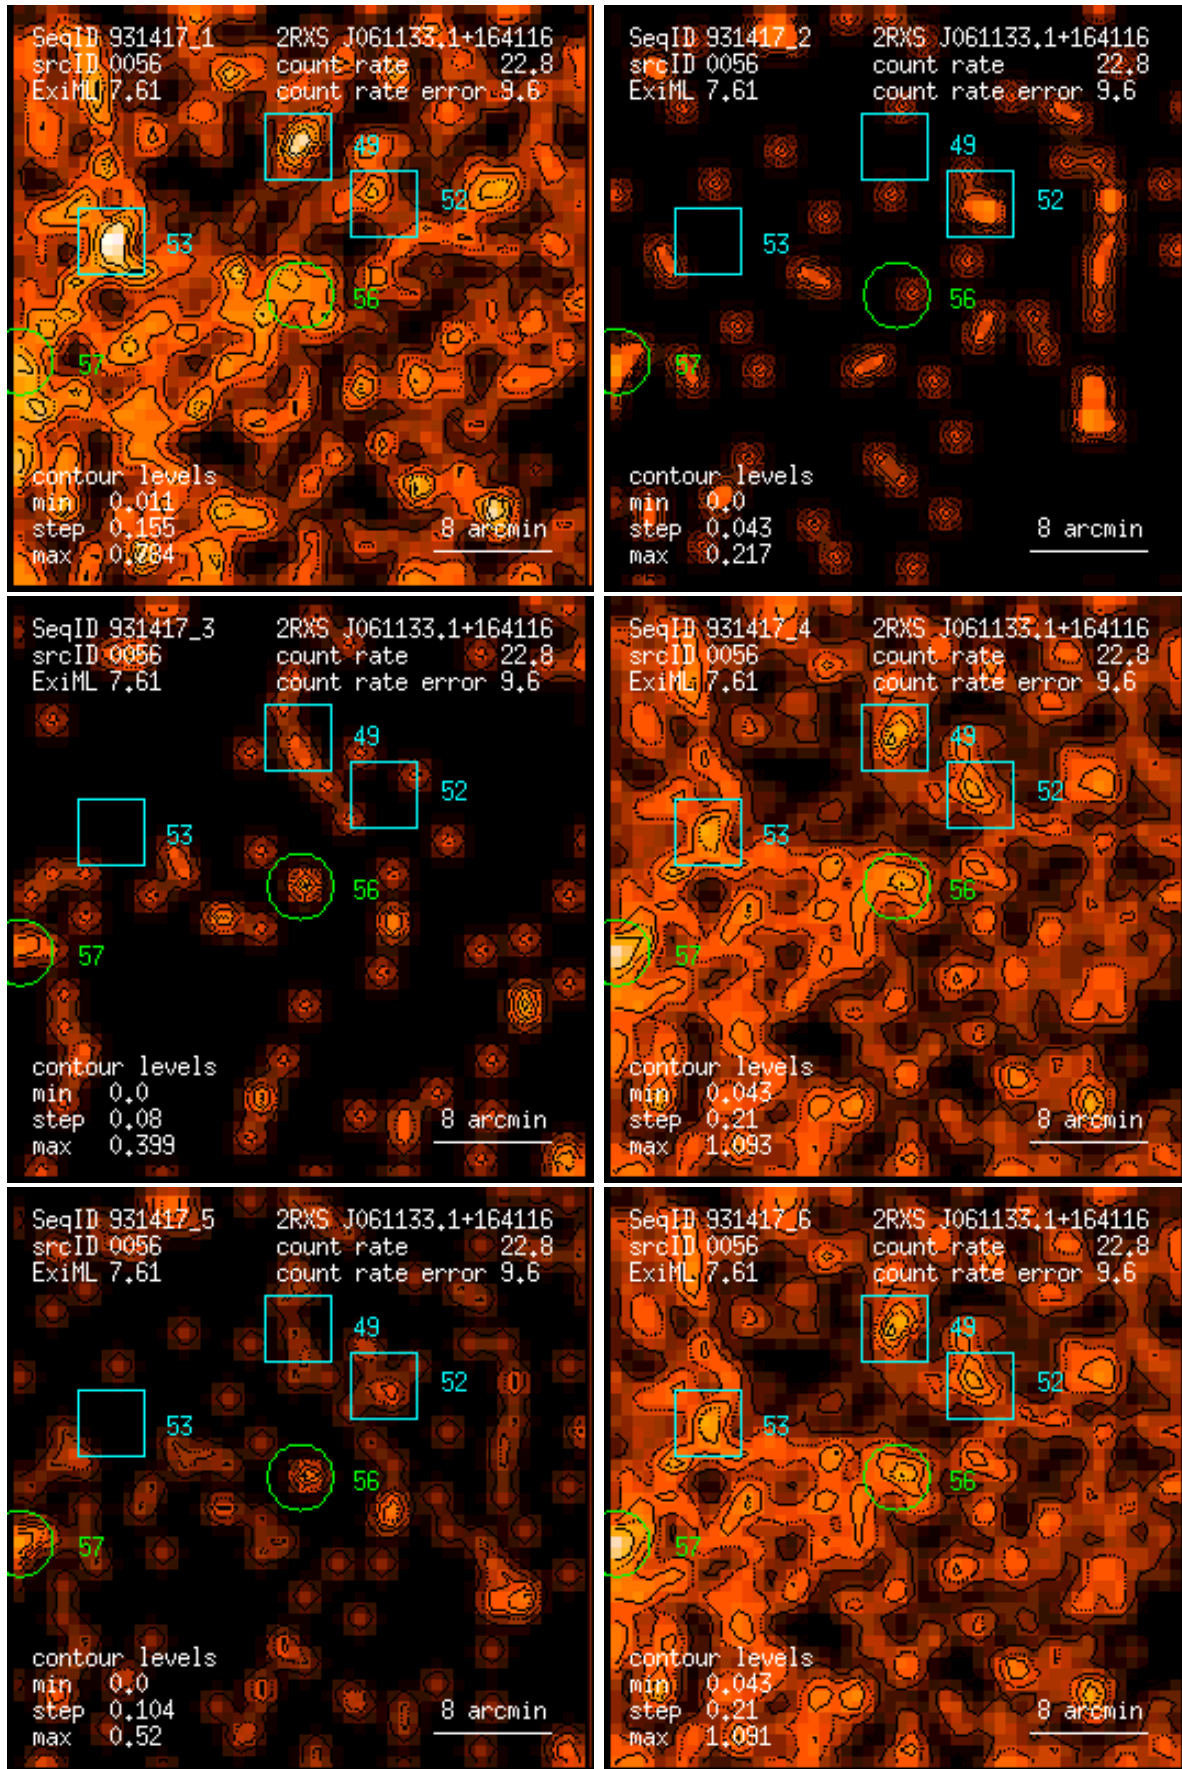 SeqID 931417_1 2RXS J061133.1+164116
srcID 0056 count rate 22.8
ExiML 7.61 count rate error 9.6
49
52
53
56
57
contour levels
min 0.011
step 0.155
max 0.784
8 arcmin
SeqID 931417_2 2RXS J061133.1+164116
srcID 0056 count rate 22.8
ExiML 7.61 count rate error 9.6
49
52
53
56
57
contour levels
min 0.0
step 0.043
max 0.217
8 arcmin
SeqID 931417_3 2RXS J061133.1+164116
srcID 0056 count rate 22.8
ExiML 7.61 count rate error 9.6
49
52
53
56
57
contour levels
min 0.0
step 0.08
max 0.399
8 arcmin
SeqID 931417_4 2RXS J061133.1+164116
srcID 0056 count rate 22.8
ExiML 7.61 count rate error 9.6
49
52
53
56
57
contour levels
min 0.043
step 0.21
max 1.093
8 arcmin
SeqID 931417_5 2RXS J061133.1+164116
srcID 0056 count rate 22.8
ExiML 7.61 count rate error 9.6
49
52
53
56
57
contour levels
min 0.0
step 0.104
max 0.52
8 arcmin
SeqID 931417_6 2RXS J061133.1+164116
srcID 0056 count rate 22.8
ExiML 7.61 count rate error 9.6
49
52
53
56
57
contour levels
min 0.043
step 0.21
max 1.091
8 arcmin